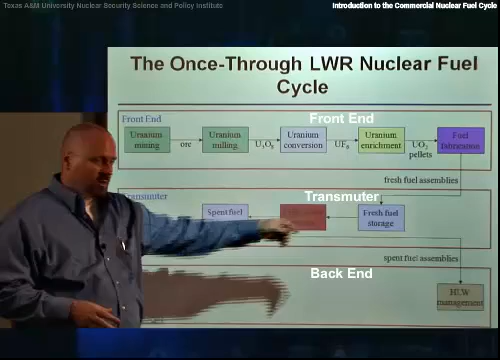 Texas A&M University Nuclear Security Science and Policy Institute
Introduction to the Commercial Nuclear Fuel Cycle
The Once-Through LWR Nuclear Fuel
Cycle
Front End
Front End
Uranium mining
ore
Uranium milling
U₃O₈
Uranium conversion
UF₆
Uranium enrichment
UO₂ pellets
Fuel fabrication
fresh fuel assemblies
Transmuter
Transmuter
Spent fuel
Fresh fuel storage
spent fuel assemblies
Back End
HLW management